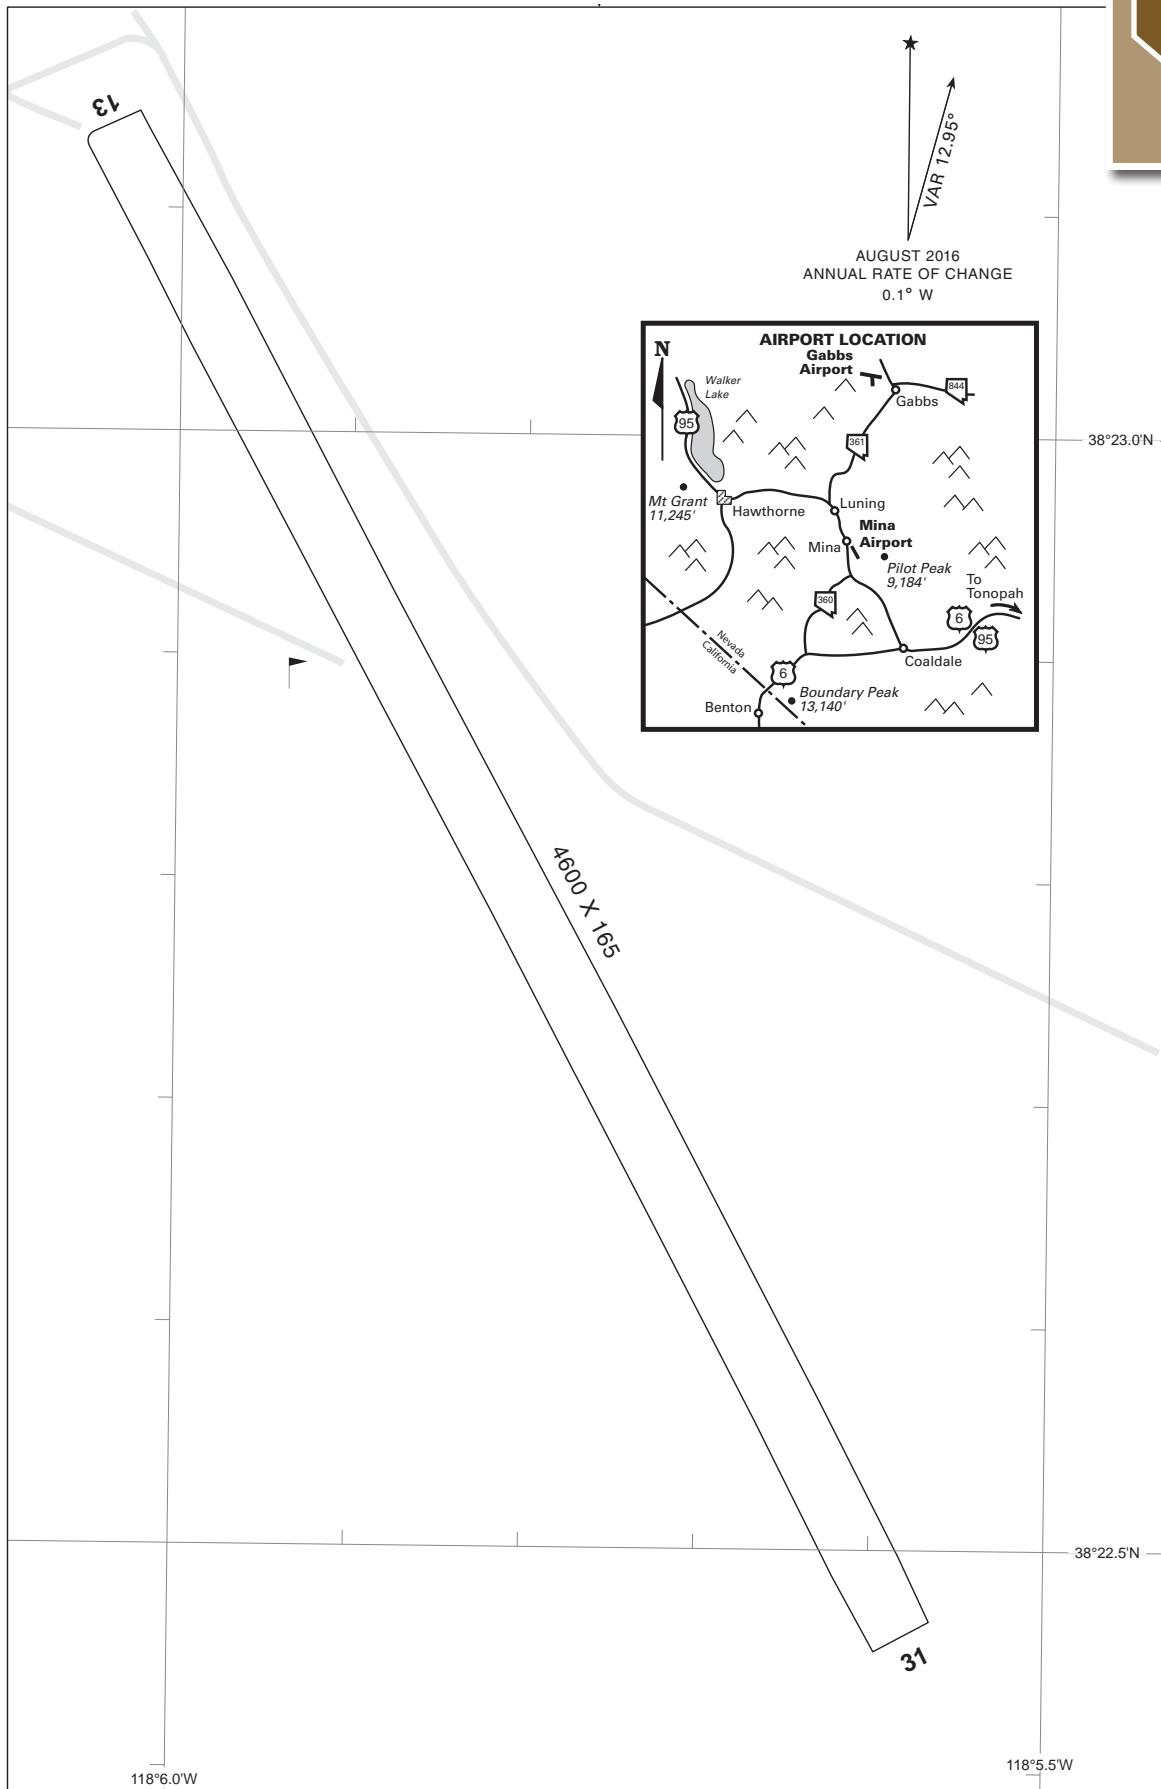 13
VAR 12.95°
AUGUST 2016
ANNUAL RATE OF CHANGE
0.1° W
AIRPORT LOCATION
N
Gabbs
Airport
Walker
Lake
844
Gabbs
95
361
38°23.0'N
Mt Grant
11,245'
Hawthorne
Luning
Mina
Airport
Mina
Pilot Peak
9,184'
To
Tonopah
360
6
95
Nevada
California
Coaldale
6
Boundary Peak
13,140'
Benton
4600 X 165
38°22.5'N
31
118°6.0'W
118°5.5'W